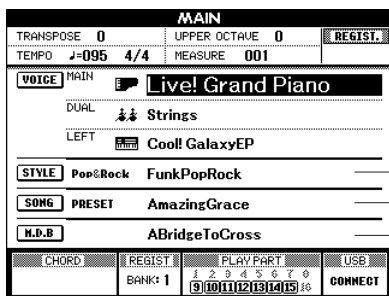 MAIN
TRANSPOSE 0 UPPER OCTAVE 0 REGIST.
TEMPO ♩=095 4/4 MEASURE 001
VOICE MAIN Live! Grand Piano
DUAL Strings
LEFT Cool! GalaxyEP
STYLE Pop&Rock FunkPopRock
SONG PRESET AmazingGrace
M.D.B ABridgeToCross
CHORD REGIST PLAY PART USB
BANK: 1 1 2 3 4 5 6 7 8 CONNECT
9 10 11 12 13 14 15 16